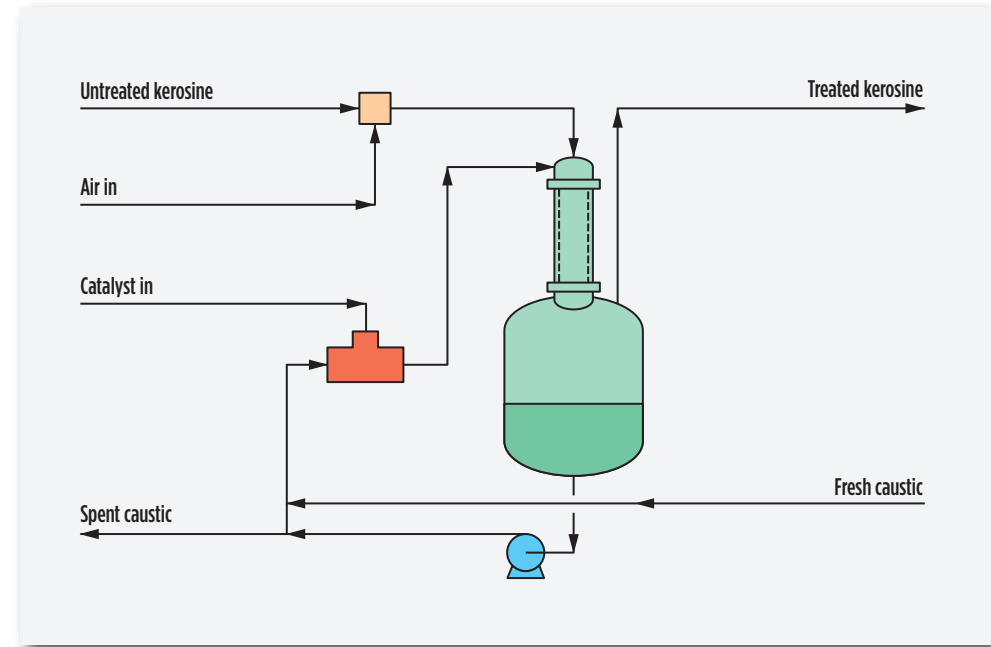 Untreated kerosine
Treated kerosine
Air in
Catalyst in
Fresh caustic
Spent caustic